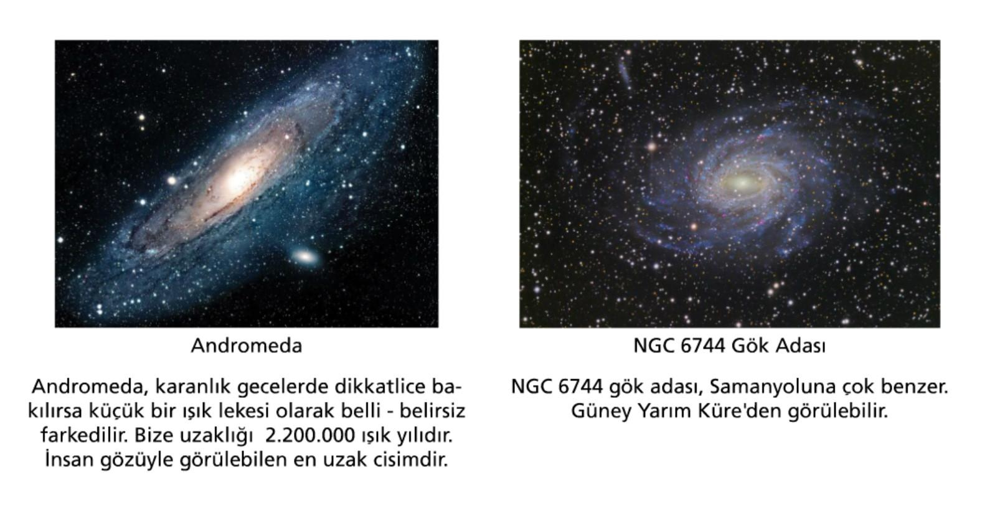 Andromeda
Andromeda, karanlık gecelerde dikkatlice ba-
kılırsa küçük bir ışık lekesi olarak belli - belirsiz
farkedilir. Bize uzaklığı  2.200.000 ışık yılıdır.
İnsan gözüyle görülebilen en uzak cisimdir.
NGC 6744 Gök Adası
NGC 6744 gök adası, Samanyoluna çok benzer.
Güney Yarım Küre'den görülebilir.